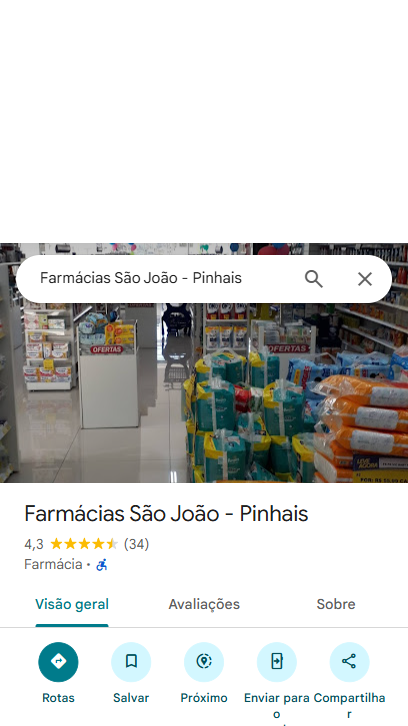 Farmácias São João - Pinhais
OFERTAS
OFERTAS
Farmácias São João - Pinhais
4,3 (34)
Farmácia ·
Visão geral
Avaliações
Sobre
Rotas
Salvar
Próximo
Enviar para
o
Compartilha
r